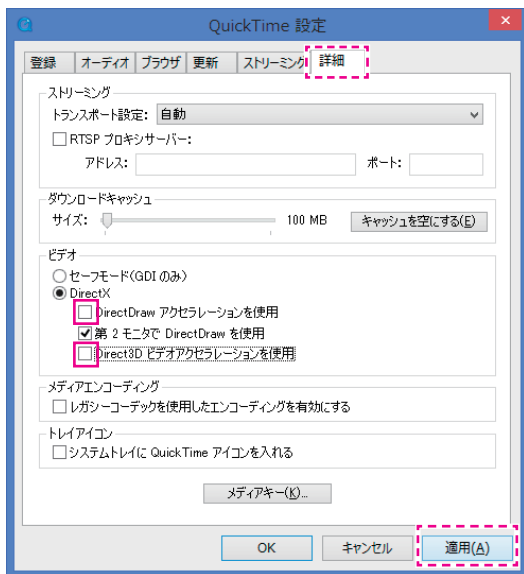 QuickTime 設定
登録 オーディオ ブラウザ 更新 ストリーミング 詳細
ストリーミング
トランスポート設定: 自動
RTSP プロキシサーバー:
アドレス: ポート:
ダウンロードキャッシュ
サイズ: 100 MB キャッシュを空にする(E)
ビデオ
セーフモード(GDI のみ)
DirectX
DirectDraw アクセラレーションを使用
第 2 モニタで DirectDraw を使用
Direct3D ビデオアクセラレーションを使用
メディアエンコーディング
レガシーコーデックを使用したエンコーディングを有効にする
トレイアイコン
システムトレイに QuickTime アイコンを入れる
メディアキー(K)...
OK キャンセル 適用(A)